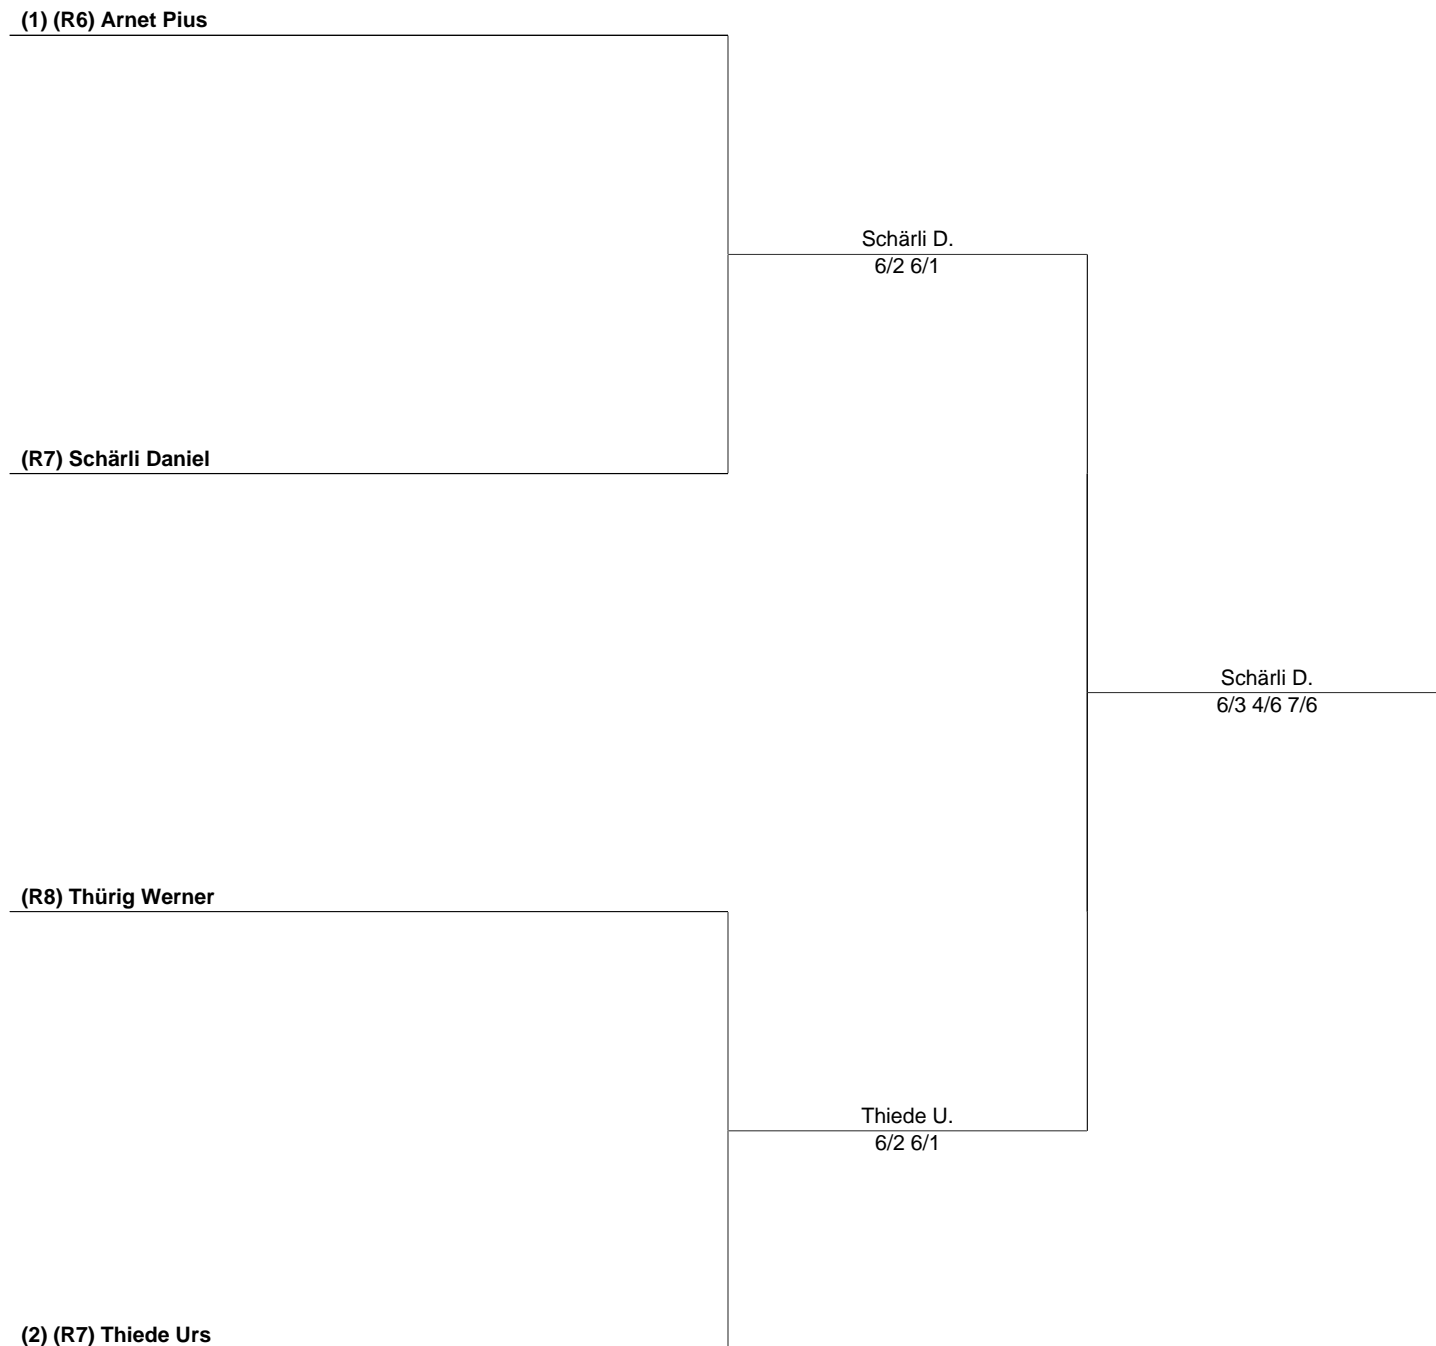 (1) (R6) Arnet Pius
Schärli D.
6/2 6/1
(R7) Schärli Daniel
Schärli D.
6/3 4/6 7/6
(R8) Thürig Werner
Thiede U.
6/2 6/1
(2) (R7) Thiede Urs